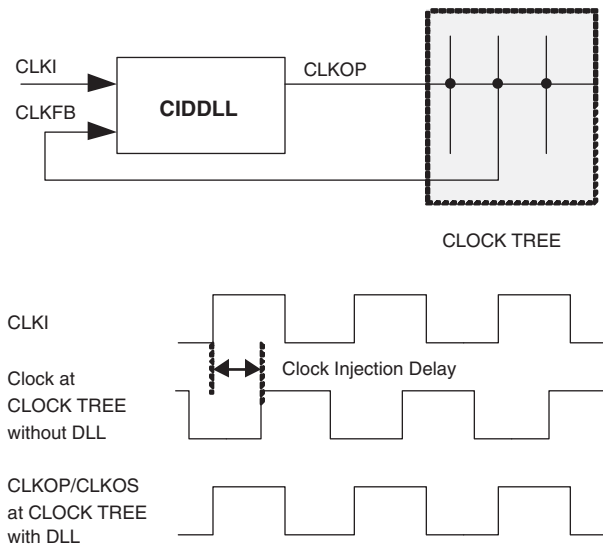 CLKI
CLKFB
CIDDLL
CLKOP
CLOCK TREE
CLKI
Clock Injection Delay
Clock at
CLOCK TREE
without DLL
CLKOP/CLKOS
at CLOCK TREE
with DLL